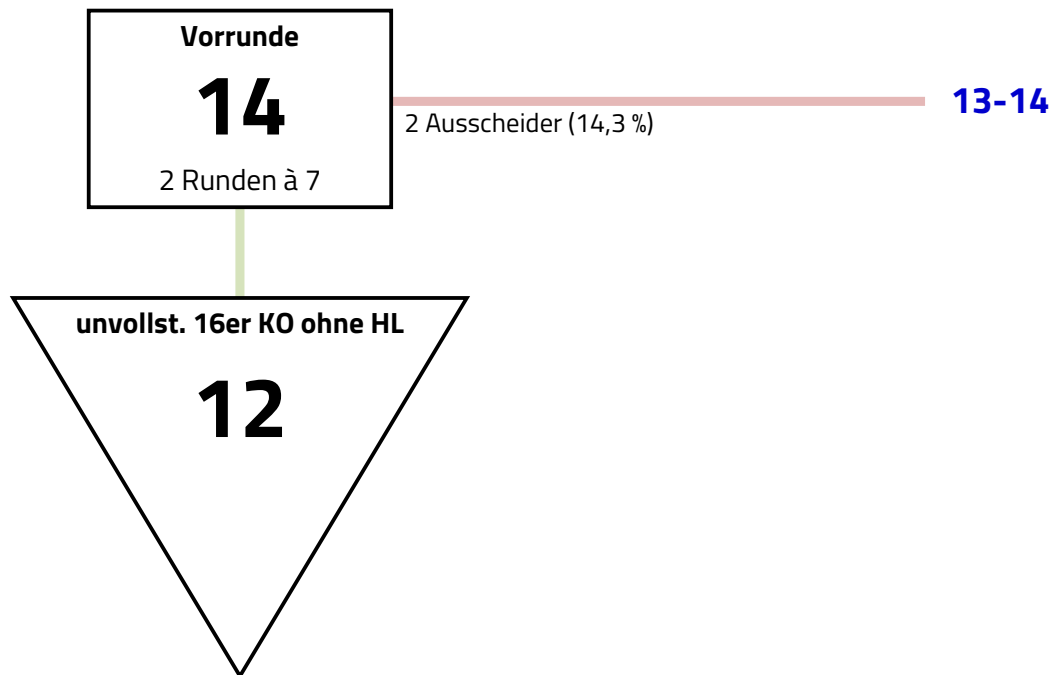 Vorrunde
14
2 Runden à 7
2 Ausscheider (14,3 %)
13-14
unvollst. 16er KO ohne HL
12